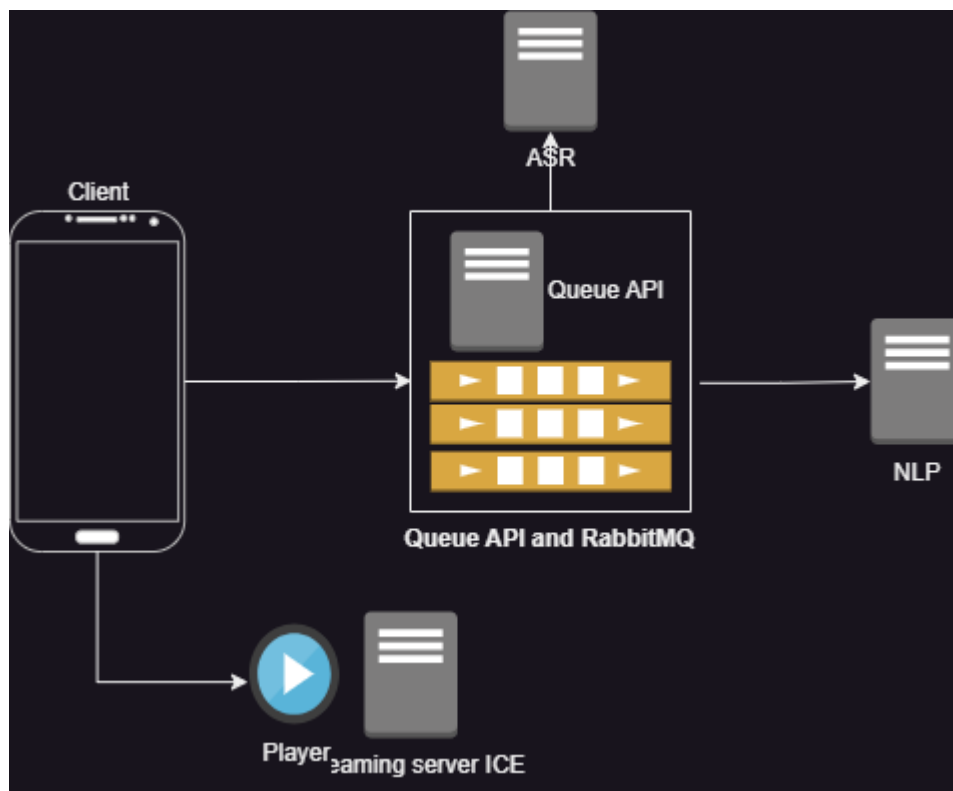 ASR
Client
Queue API
NLP
Queue API and RabbitMQ
Player
eaming server ICE